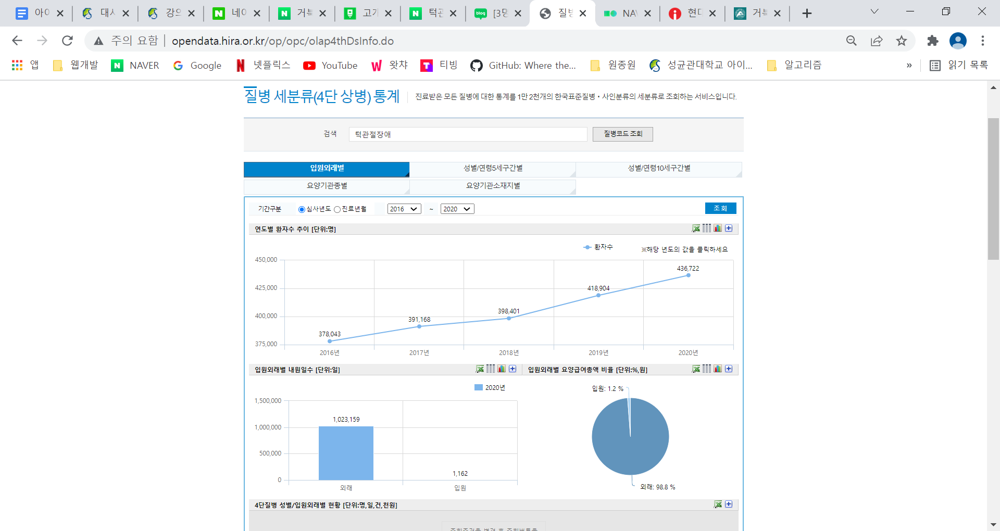 아이 대시 강의 네이 거북 고기 턱관 [3명 질병 NAV 현대 거북
주의 요함 opendata.hira.or.kr/op/opc/olap4thDsInfo.do
앱 웹개발 NAVER Google 넷플릭스 YouTube 왓챠 티빙 GitHub: Where the... 원종원 성균관대학교 아이... 알고리즘 » 읽기 목록
질병 세분류(4단 상병) 통계 진료받은 모든 질병에 대한 통계를 1만 2천개의 한국표준질병・사인분류의 세분류로 조회하는 서비스입니다.
검색 턱관절장애 질병코드 조회
입원외래별 성별/연령5세구간별 성별/연령10세구간별
요양기관종별 요양기관소재지별
기간구분 심사년도 진료년월 2016 ~ 2020 조회
연도별 환자수 추이 [단위:명]
환자수 ※해당 년도의 값을 클릭하세요
450,000
436,722
425,000
418,904
400,000
398,401
391,168
378,043
375,000
2016년 2017년 2018년 2019년 2020년
입원외래별 내원일수 [단위:일] 입원외래별 요양급여총액 비율 [단위:%,원]
2020년
입원: 1.2 %
1,500,000
1,023,159
1,000,000
500,000
1,162
0
외래 입원
외래: 98.8 %
4단질병 성별/입원외래별 현황 [단위:명,일,건,천원]